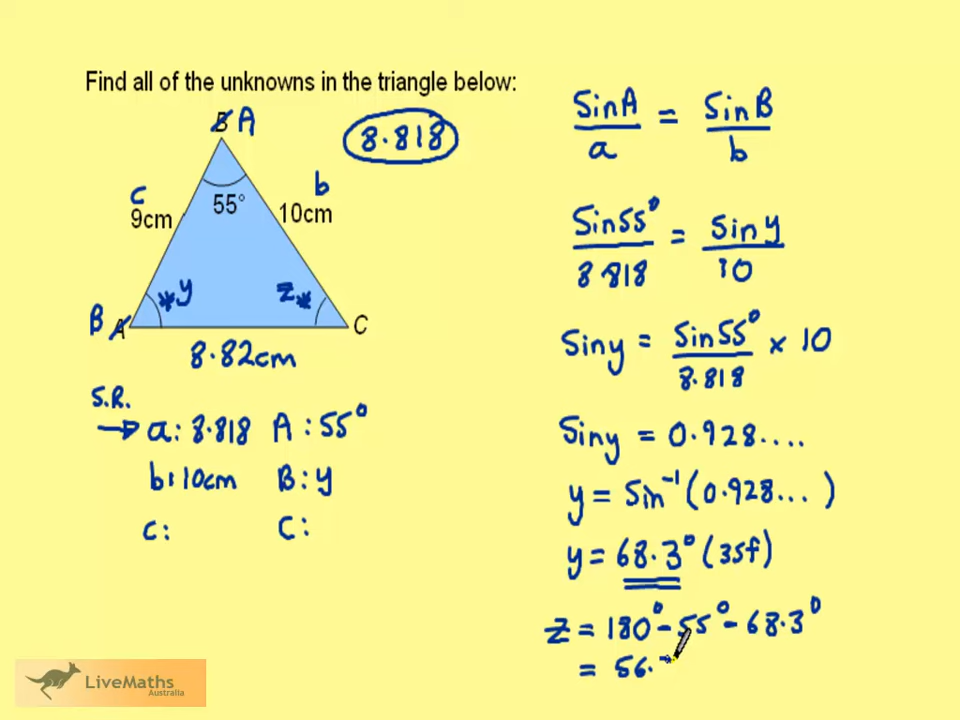 Find all of the unknowns in the triangle below:
B A
8.818
c
b
55°
9cm
10cm
*y
z*
B A
C
8.82cm
S.R.
→ a: 8.818 A: 55°
b: 10cm B: y
c: C:
SinA/a = SinB/b
Sin55°/8.818 = Siny/10
Siny = Sin55°/8.818 × 10
Siny = 0.928....
y = Sin⁻¹(0.928...)
y = 68.3° (3sf)
z = 180° - 55° - 68.3°
= 56.
LiveMaths
Australia